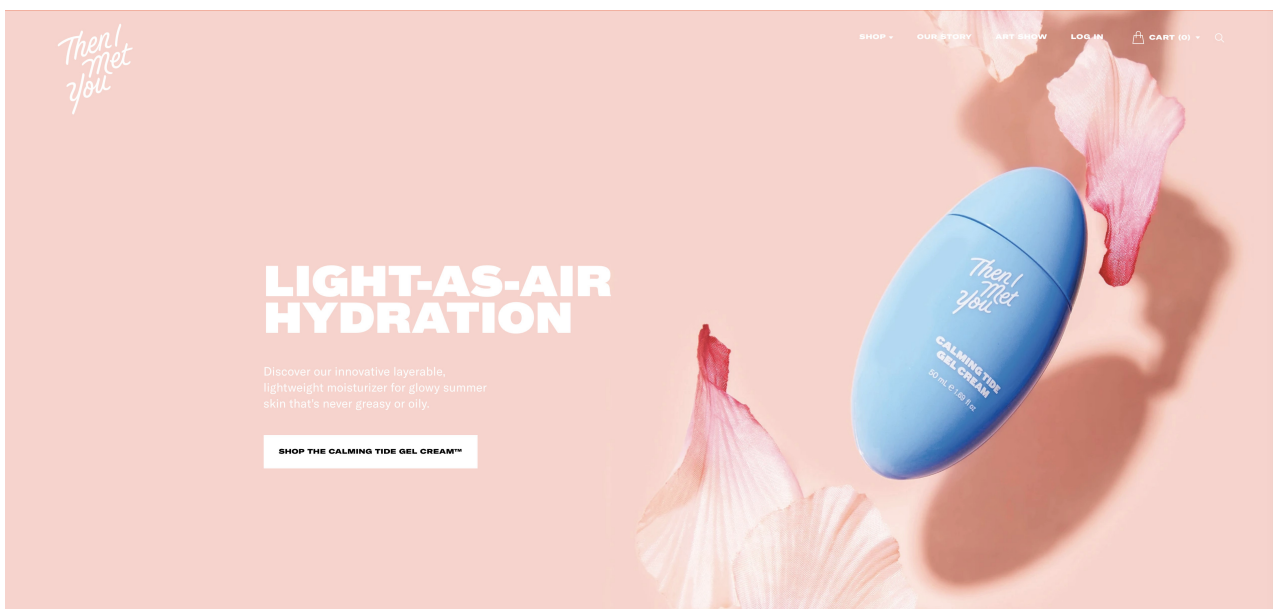 Then I
Met
You
SHOP
OUR STORY
ART SHOW
LOG IN
CART (0)
LIGHT-AS-AIR
HYDRATION
Discover our innovative layerable,
lightweight moisturizer for glowy summer
skin that's never greasy or oily.
SHOP THE CALMING TIDE GEL CREAM™
Then I
Met
You
CALMING TIDE
GEL CREAM
50 mL ℮ 1.69 fl oz